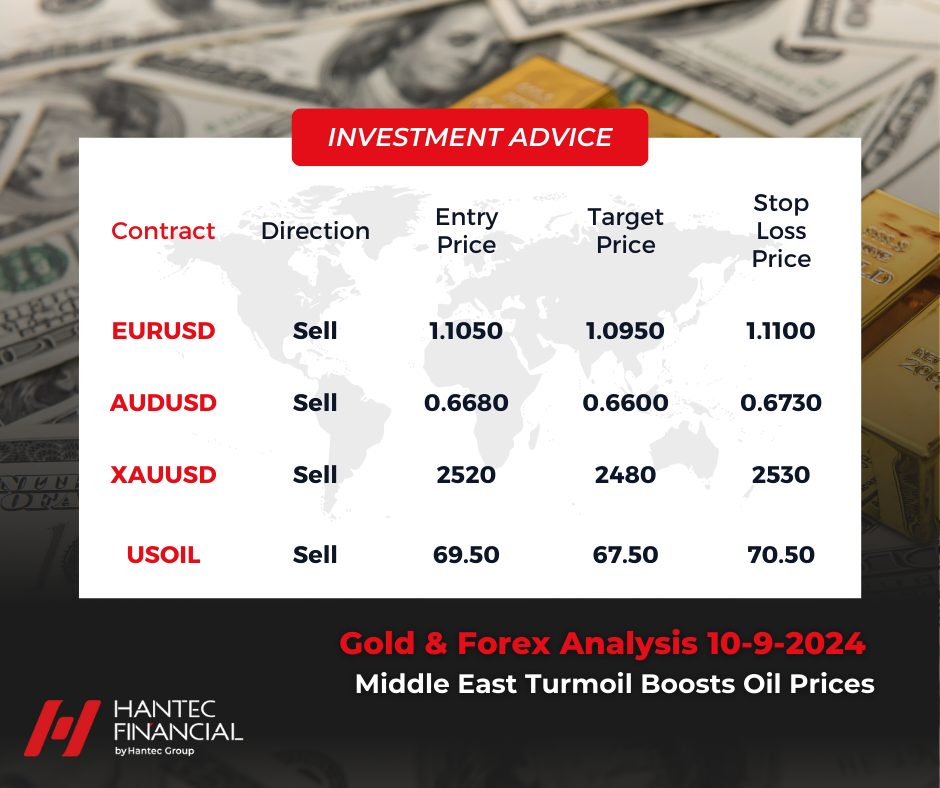 INVESTMENT ADVICE
Contract Direction Entry Price Target Price Stop Loss Price
EURUSD Sell 1.1050 1.0950 1.1100
AUDUSD Sell 0.6680 0.6600 0.6730
XAUUSD Sell 2520 2480 2530
USOIL Sell 69.50 67.50 70.50
Gold & Forex Analysis 10-9-2024
Middle East Turmoil Boosts Oil Prices
HANTEC
FINANCIAL
by Hantec Group